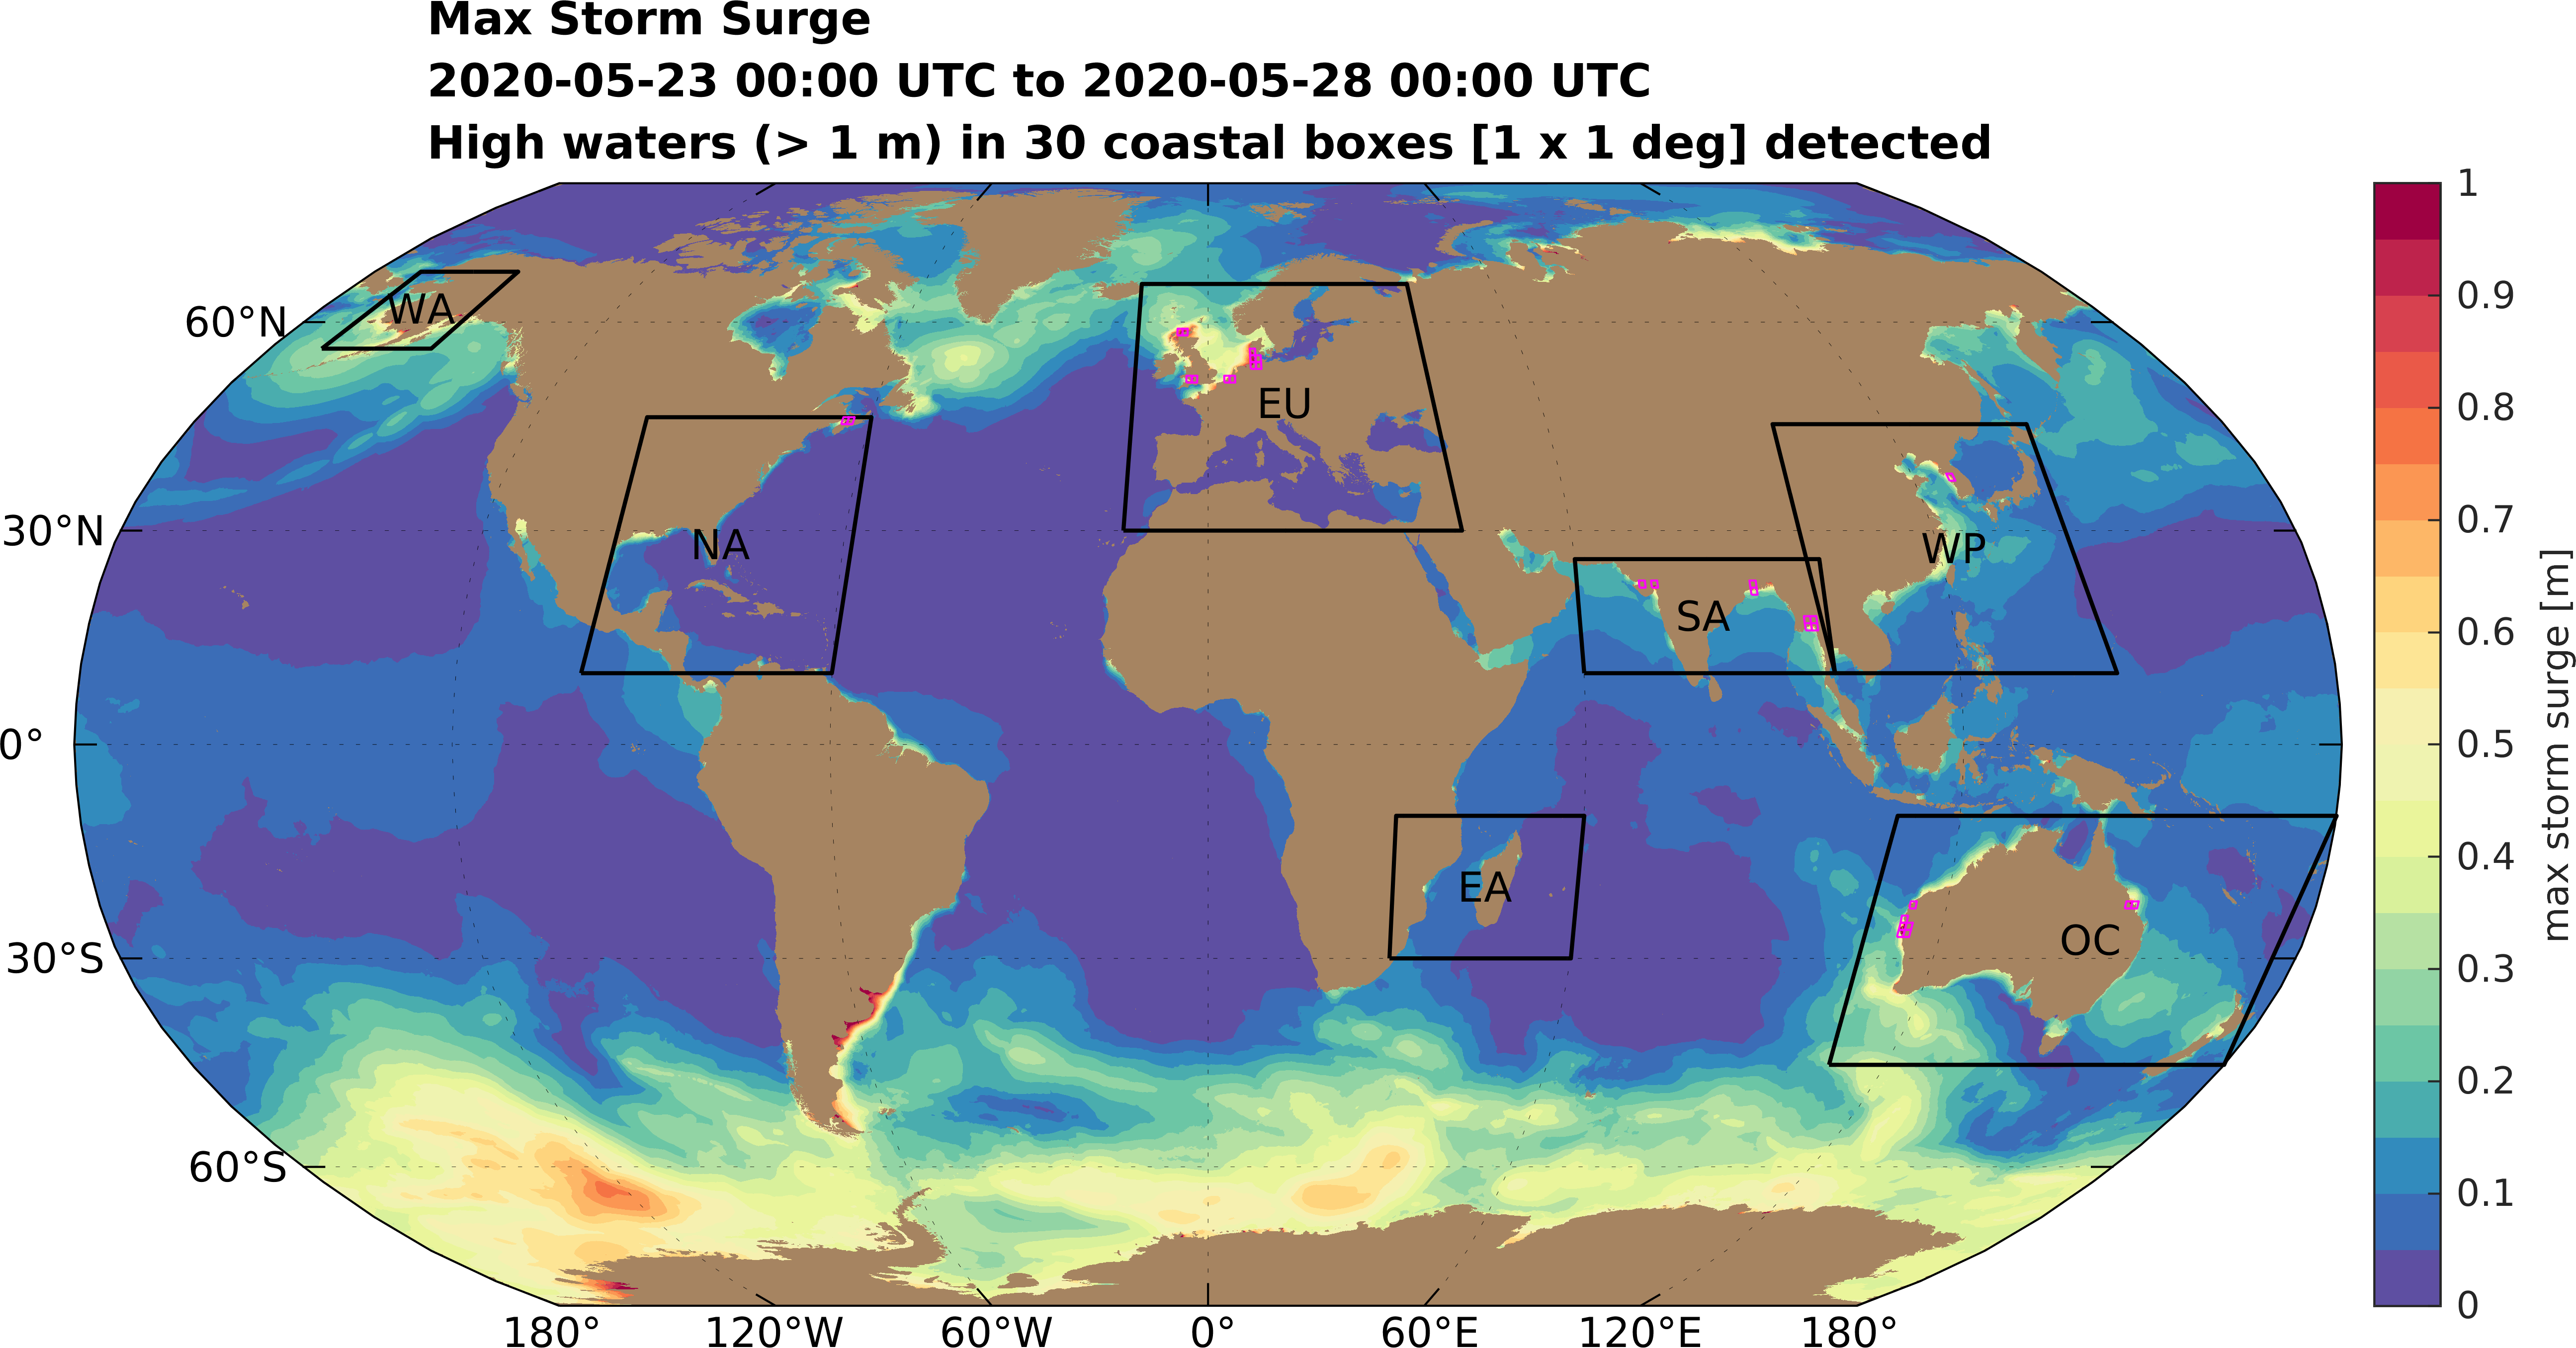 Max Storm Surge
2020-05-23 00:00 UTC to 2020-05-28 00:00 UTC
High waters (> 1 m) in 30 coastal boxes [1 x 1 deg] detected
60°N
30°N
0°
30°S
60°S
WA
NA
EU
SA
WP
EA
OC
180°
120°W
60°W
0°
60°E
120°E
180°
1
0.9
0.8
0.7
0.6
0.5
0.4
0.3
0.2
0.1
0
max storm surge [m]